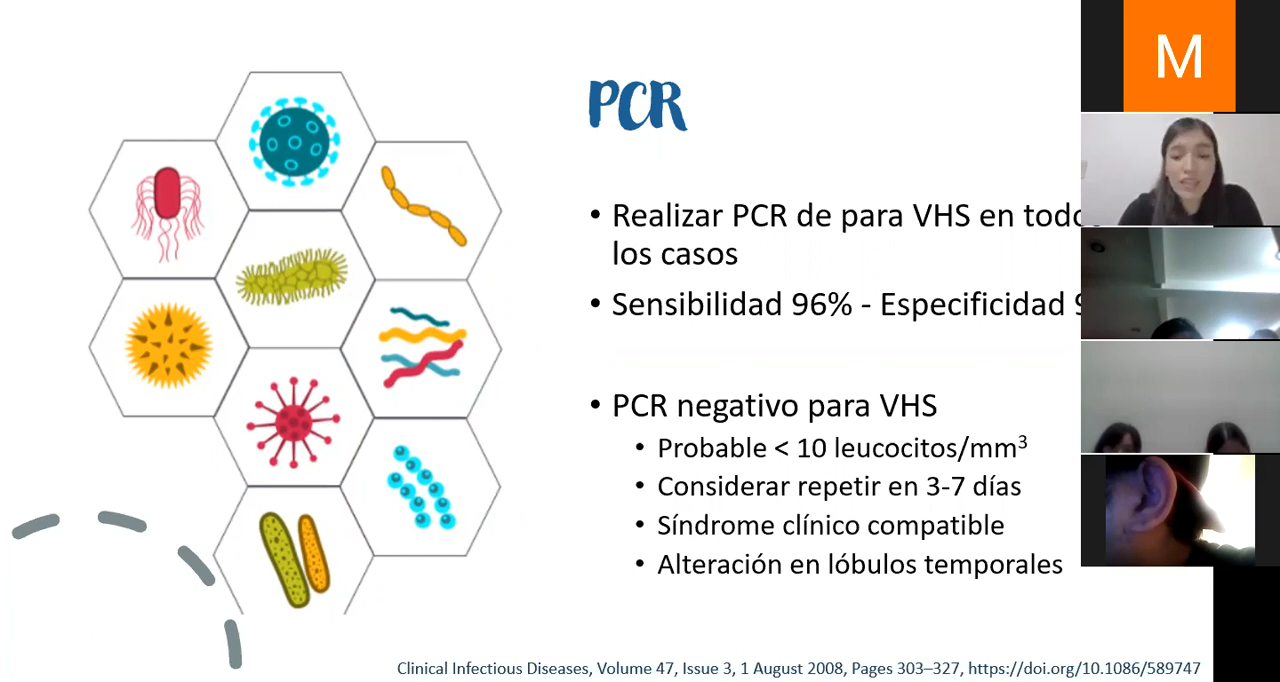 PCR
M
• Realizar PCR de para VHS en
los casos
• Sensibilidad 96% - Especificidad
• PCR negativo para VHS
• Probable < 10 leucocitos/mm³
• Considerar repetir en 3-7 días
• Síndrome clínico compatible
• Alteración en lóbulos temporales
Clinical Infectious Diseases, Volume 47, Issue 3, 1 August 2008, Pages 303–327, https://doi.org/10.1086/589747